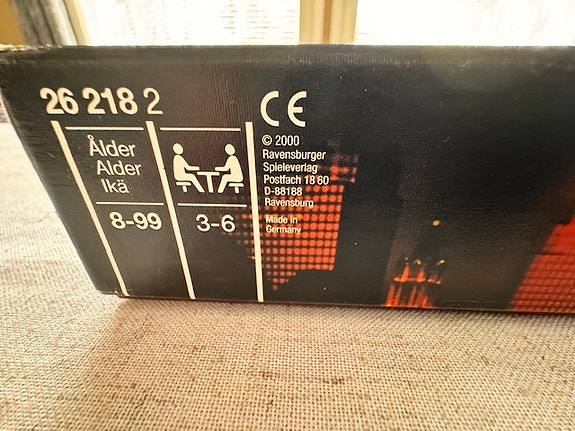 26 218 2
Ålder
Alder
Ikä
8-99
3-6
CE
© 2000
Ravensburger
Spieleverlag
Postfach 18 60
D-88188
Ravensburg
Made in
Germany